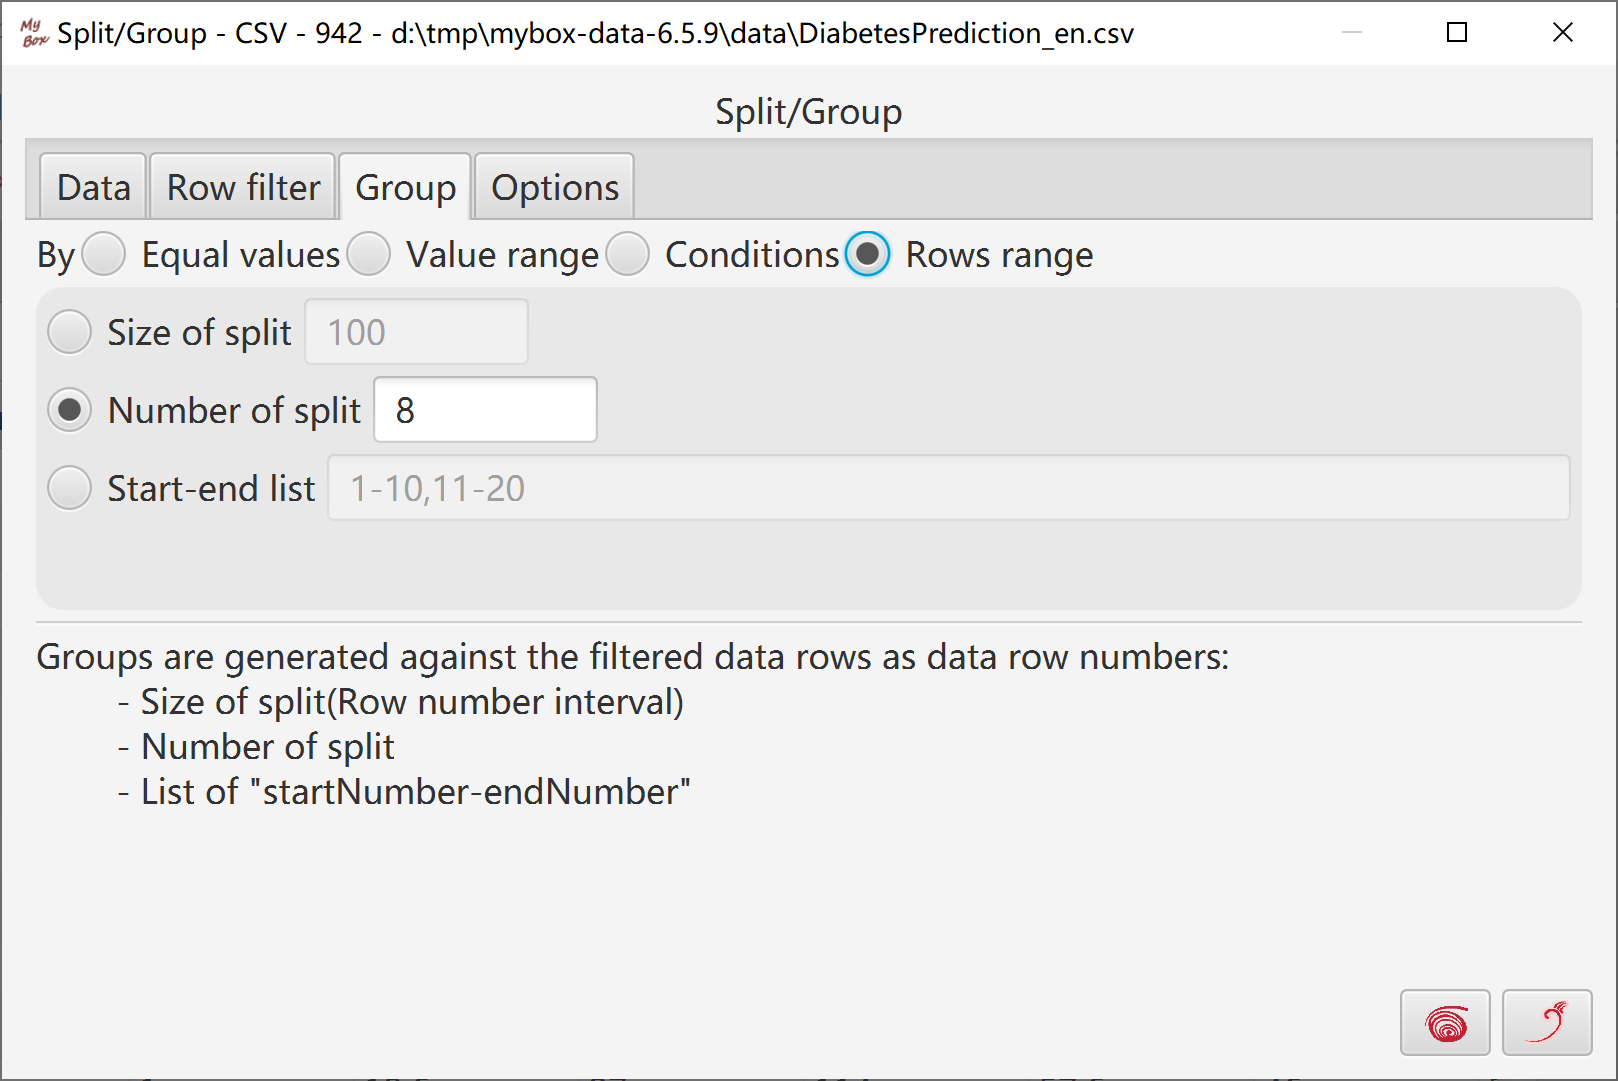 My Box Split/Group - CSV - 942 - d:\tmp\mybox-data-6.5.9\data\DiabetesPrediction_en.csv
Split/Group
Data Row filter Group Options
By Equal values Value range Conditions Rows range
Size of split 100
Number of split 8
Start-end list 1-10,11-20
Groups are generated against the filtered data rows as data row numbers:
- Size of split(Row number interval)
- Number of split
- List of "startNumber-endNumber"